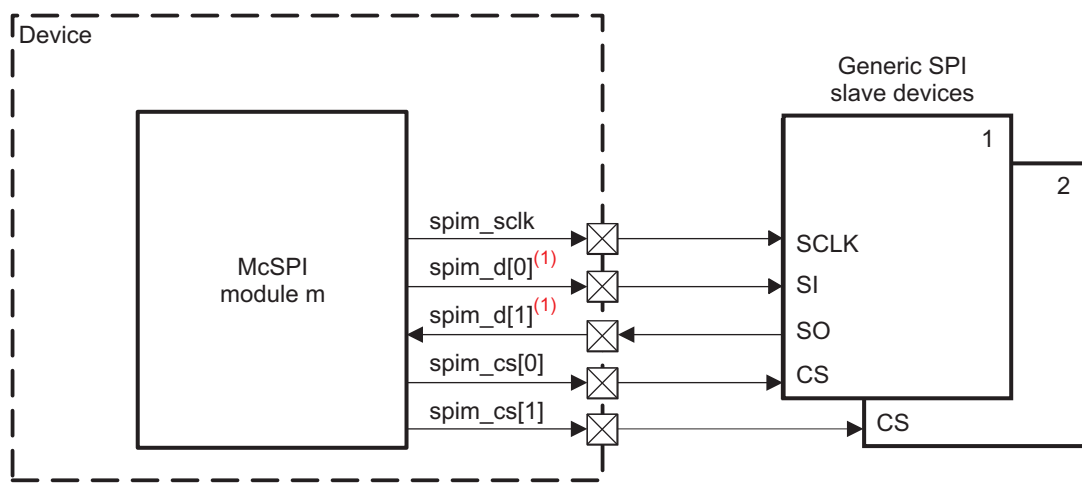 Device
Generic SPI
slave devices
1
2
McSPI
module m
spim_sclk
spim_d[0](1)
spim_d[1](1)
spim_cs[0]
spim_cs[1]
SCLK
SI
SO
CS
CS